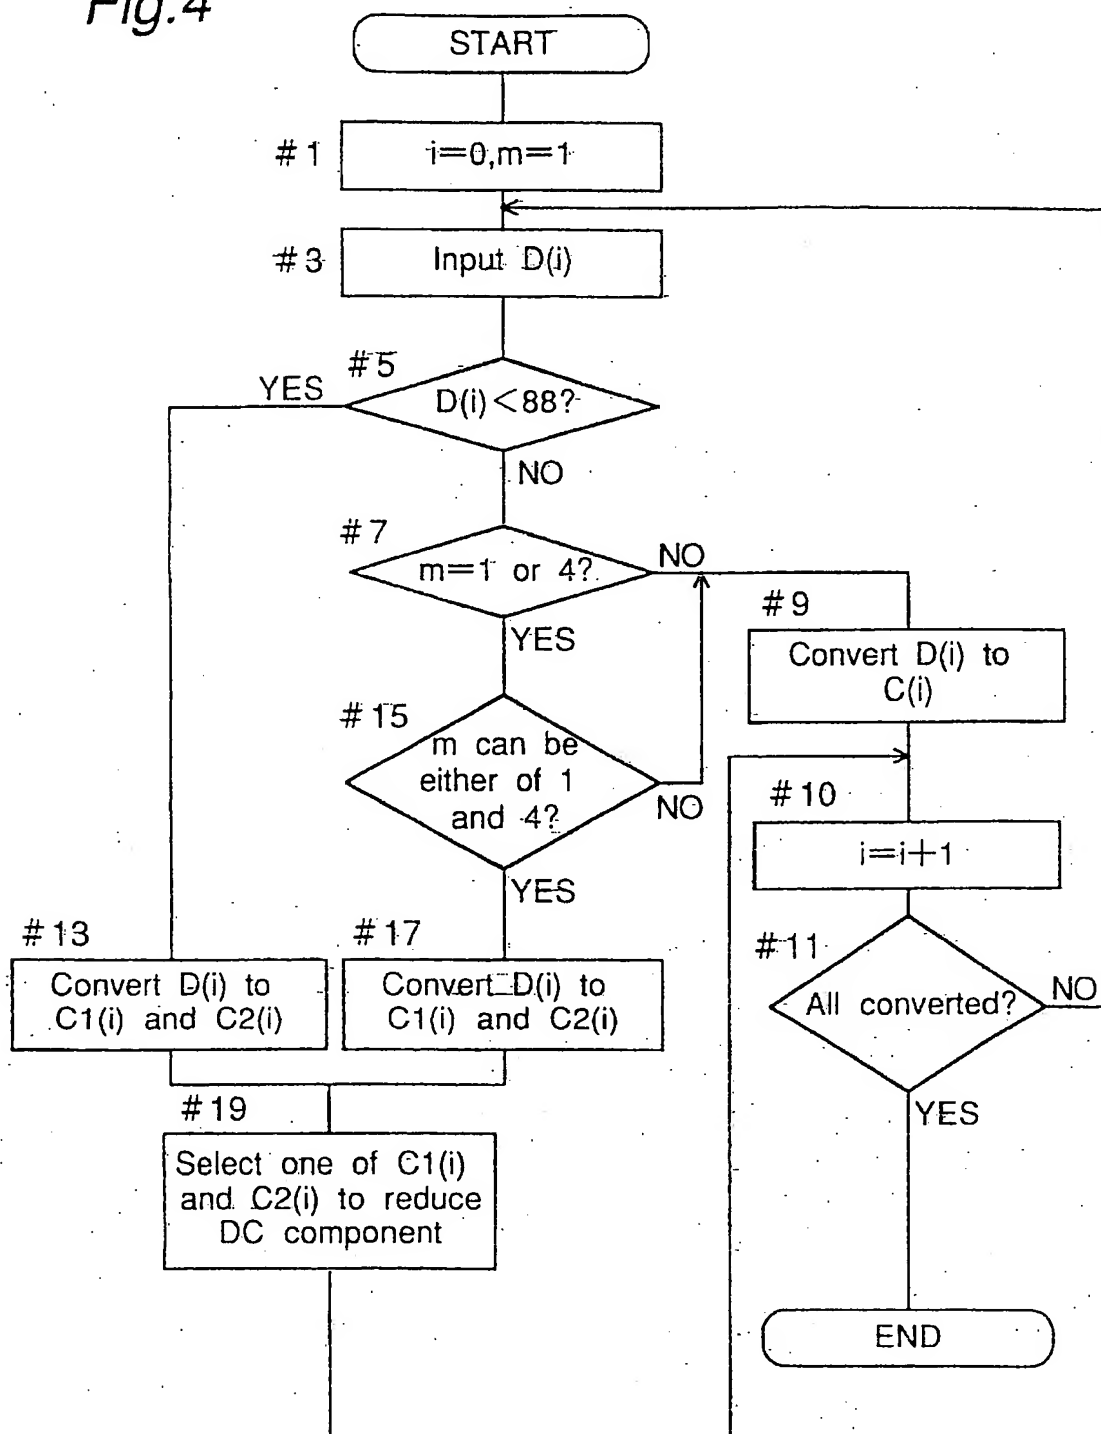 Fig.4
START
#1
i=0,m=1
#3
Input D(i)
#5
YES
D(i)<88?
NO
#7
m=1 or 4?
NO
YES
#9
Convert D(i) to
C(i)
#15
m can be
either of 1
and 4?
NO
YES
#10
i=i+1
#11
All converted?
NO
YES
#13
Convert D(i) to
C1(i) and C2(i)
#17
Convert D(i) to
C1(i) and C2(i)
#19
Select one of C1(i)
and C2(i) to reduce
DC component
END